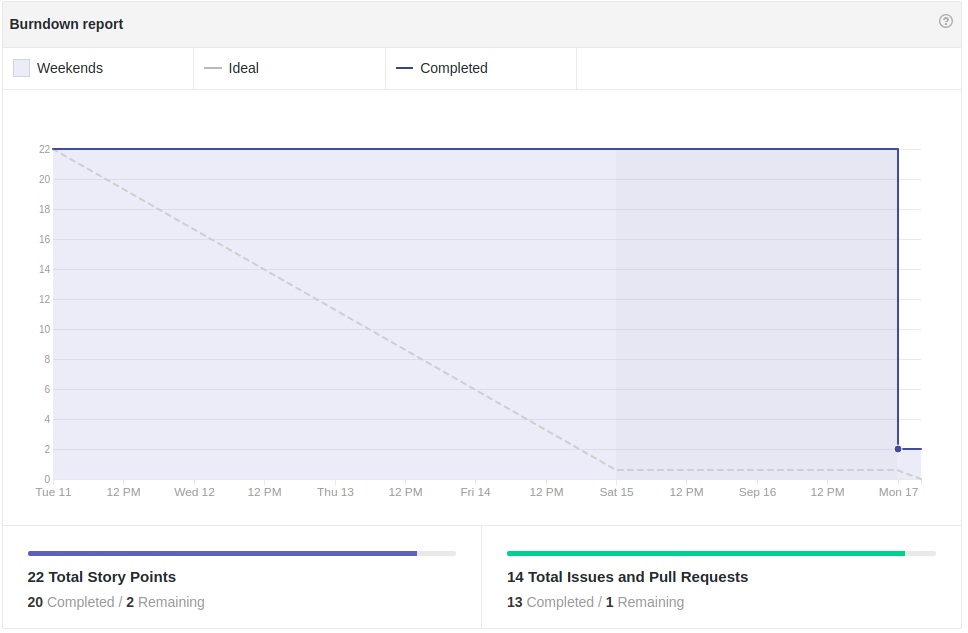 Burndown report
?
Weekends
Ideal
Completed
22
20
18
16
14
12
10
8
6
4
2
0
Tue 11 12 PM Wed 12 12 PM Thu 13 12 PM Fri 14 12 PM Sat 15 12 PM Sep 16 12 PM Mon 17
22 Total Story Points
20 Completed / 2 Remaining
14 Total Issues and Pull Requests
13 Completed / 1 Remaining